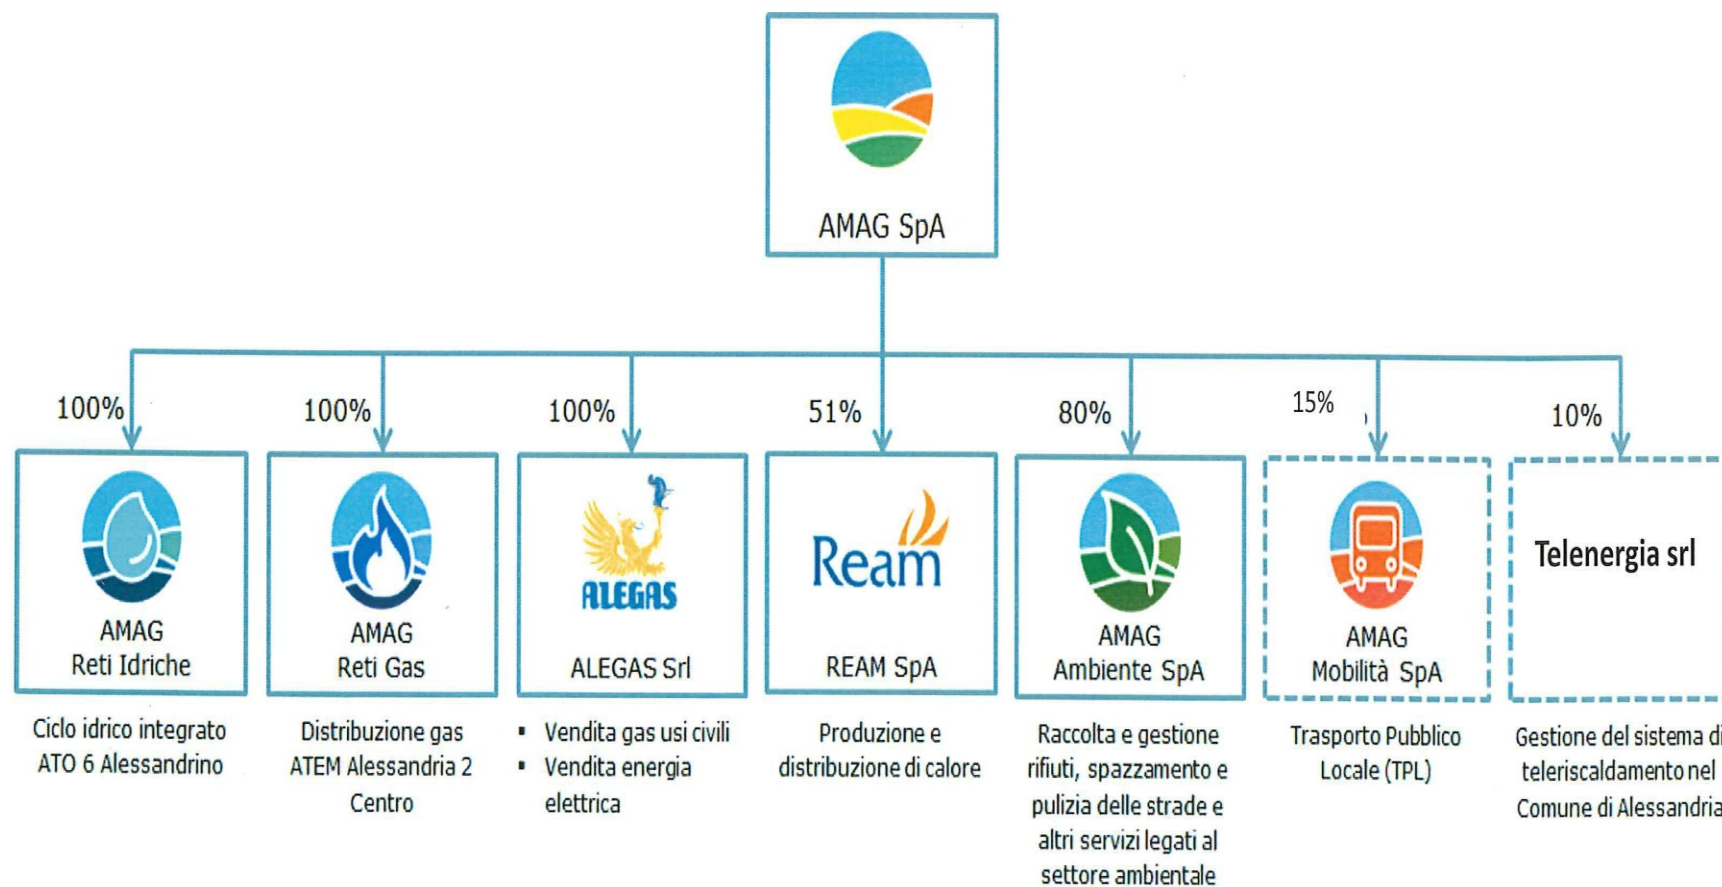 AMAG SpA
100%
100%
100%
51%
80%
15%
10%
AMAG
Reti Idriche
AMAG
Reti Gas
ALEGAS
ALEGAS Srl
Ream
REAM SpA
AMAG
Ambiente SpA
AMAG
Mobilità SpA
Telenergia srl
Ciclo idrico integrato
ATO 6 Alessandrino
Distribuzione gas
ATEM Alessandria 2
Centro
▪ Vendita gas usi civili
▪ Vendita energia
elettrica
Produzione e
distribuzione di calore
Raccolta e gestione
rifiuti, spazzamento e
pulizia delle strade e
altri servizi legati al
settore ambientale
Trasporto Pubblico
Locale (TPL)
Gestione del sistema di
teleriscaldamento nel
Comune di Alessandria